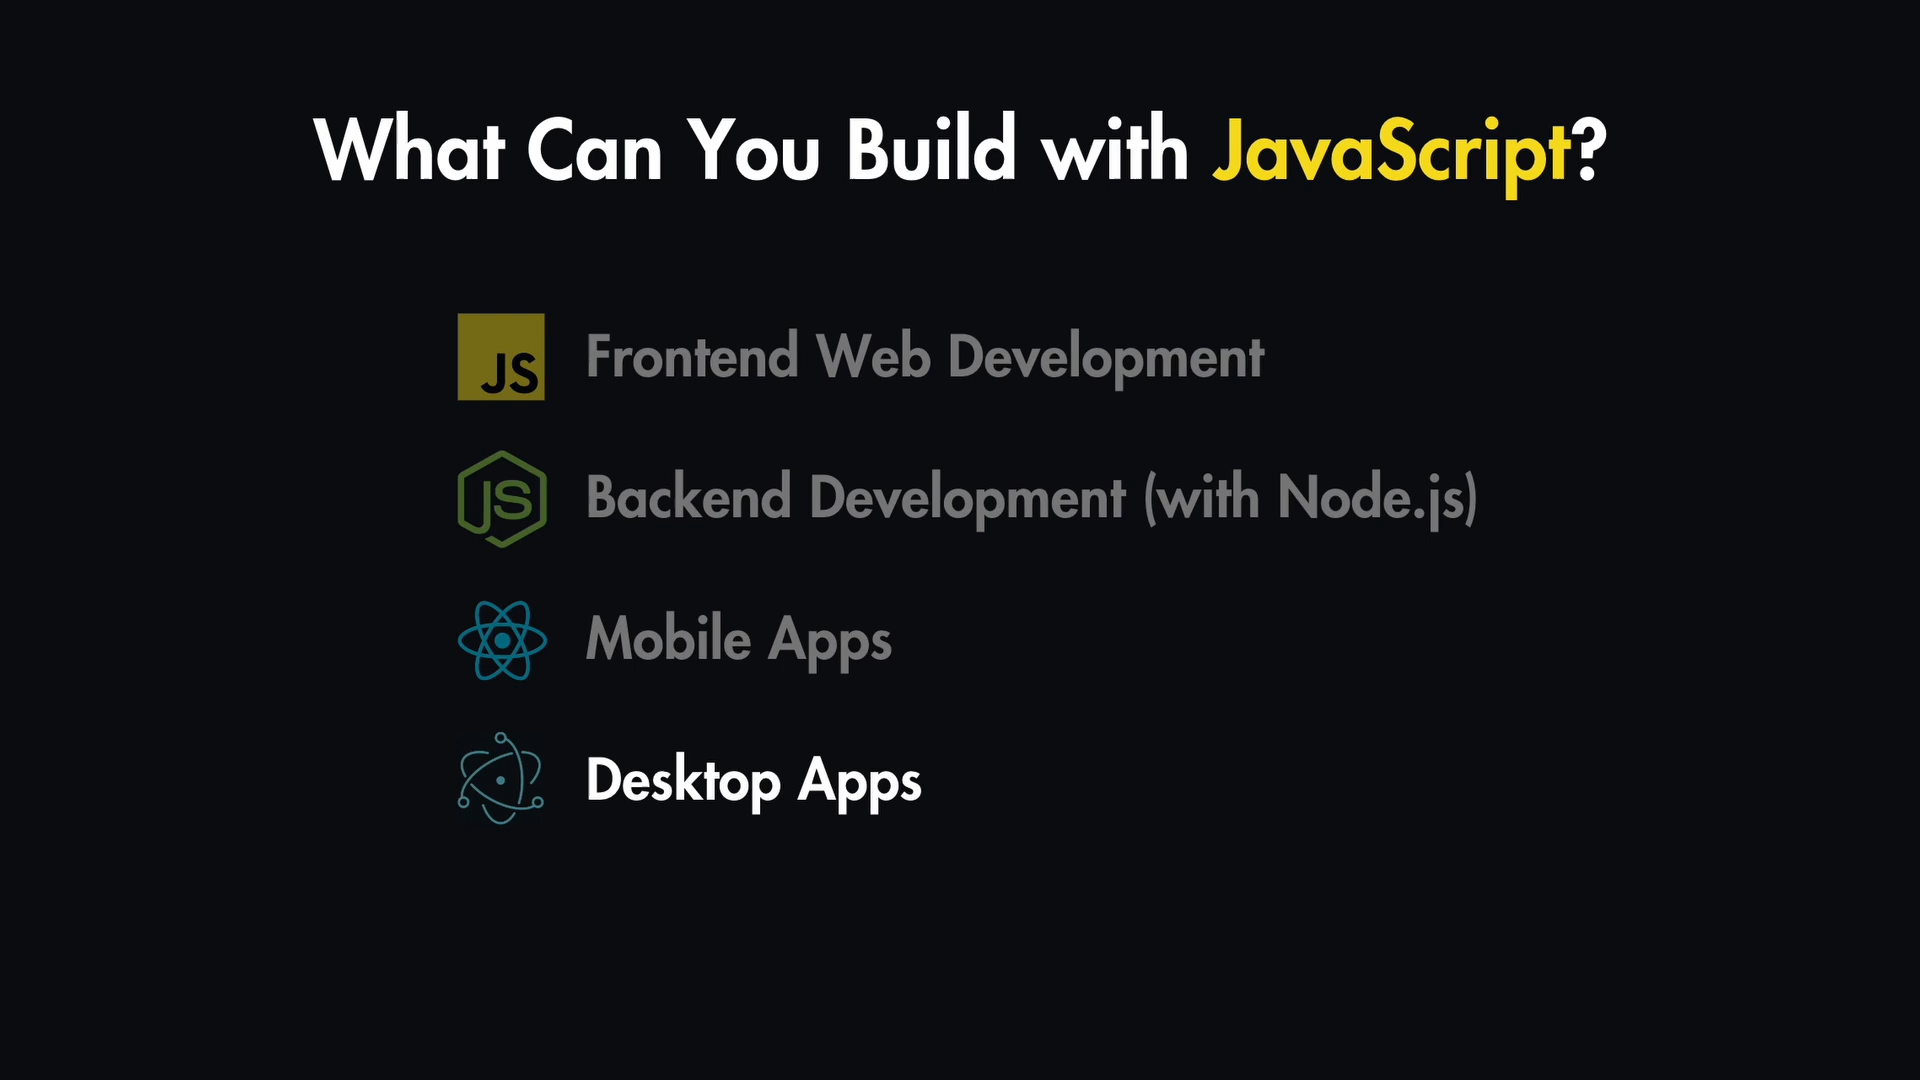 What Can You Build with JavaScript?
JS Frontend Web Development
JS Backend Development (with Node.js)
Mobile Apps
Desktop Apps